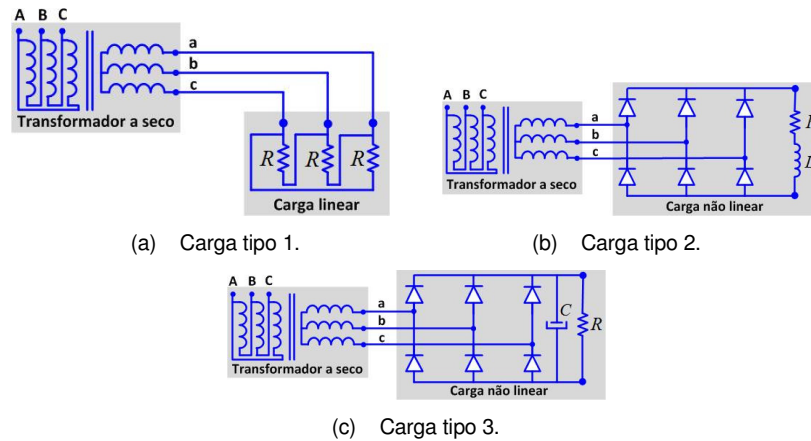 A B C
a
b
c
Transformador a seco
R R R
Carga linear
(a) Carga tipo 1.
A B C
a
b
c
Transformador a seco
Carga não linear
(b) Carga tipo 2.
A B C
a
b
c
Transformador a seco
C R
Carga não linear
(c) Carga tipo 3.